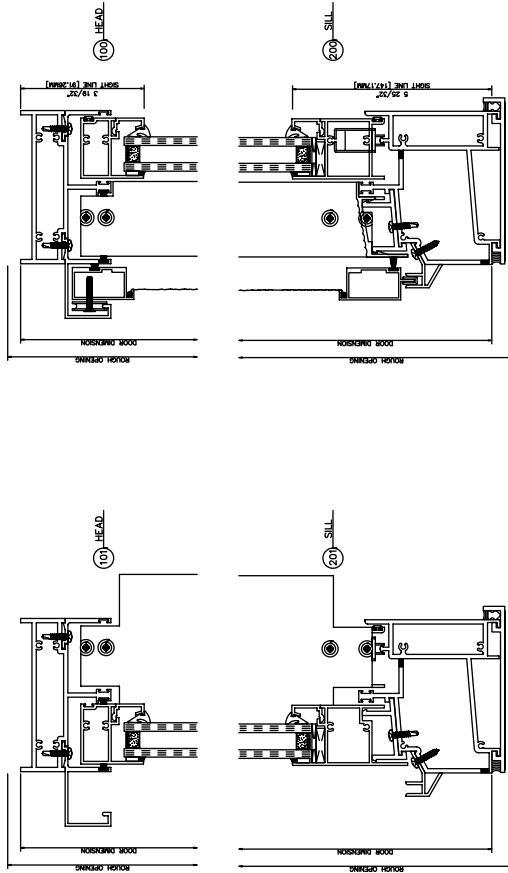 HEAD
100
SILL
200
SIGHT LINE [91.26MM]
3 19/32"
SIGHT LINE [147.17MM]
5 25/32"
DOOR DIMENSION
DOOR DIMENSION
ROUGH OPENING
ROUGH OPENING
HEAD
101
SILL
201
DOOR DIMENSION
DOOR DIMENSION
ROUGH OPENING
ROUGH OPENING